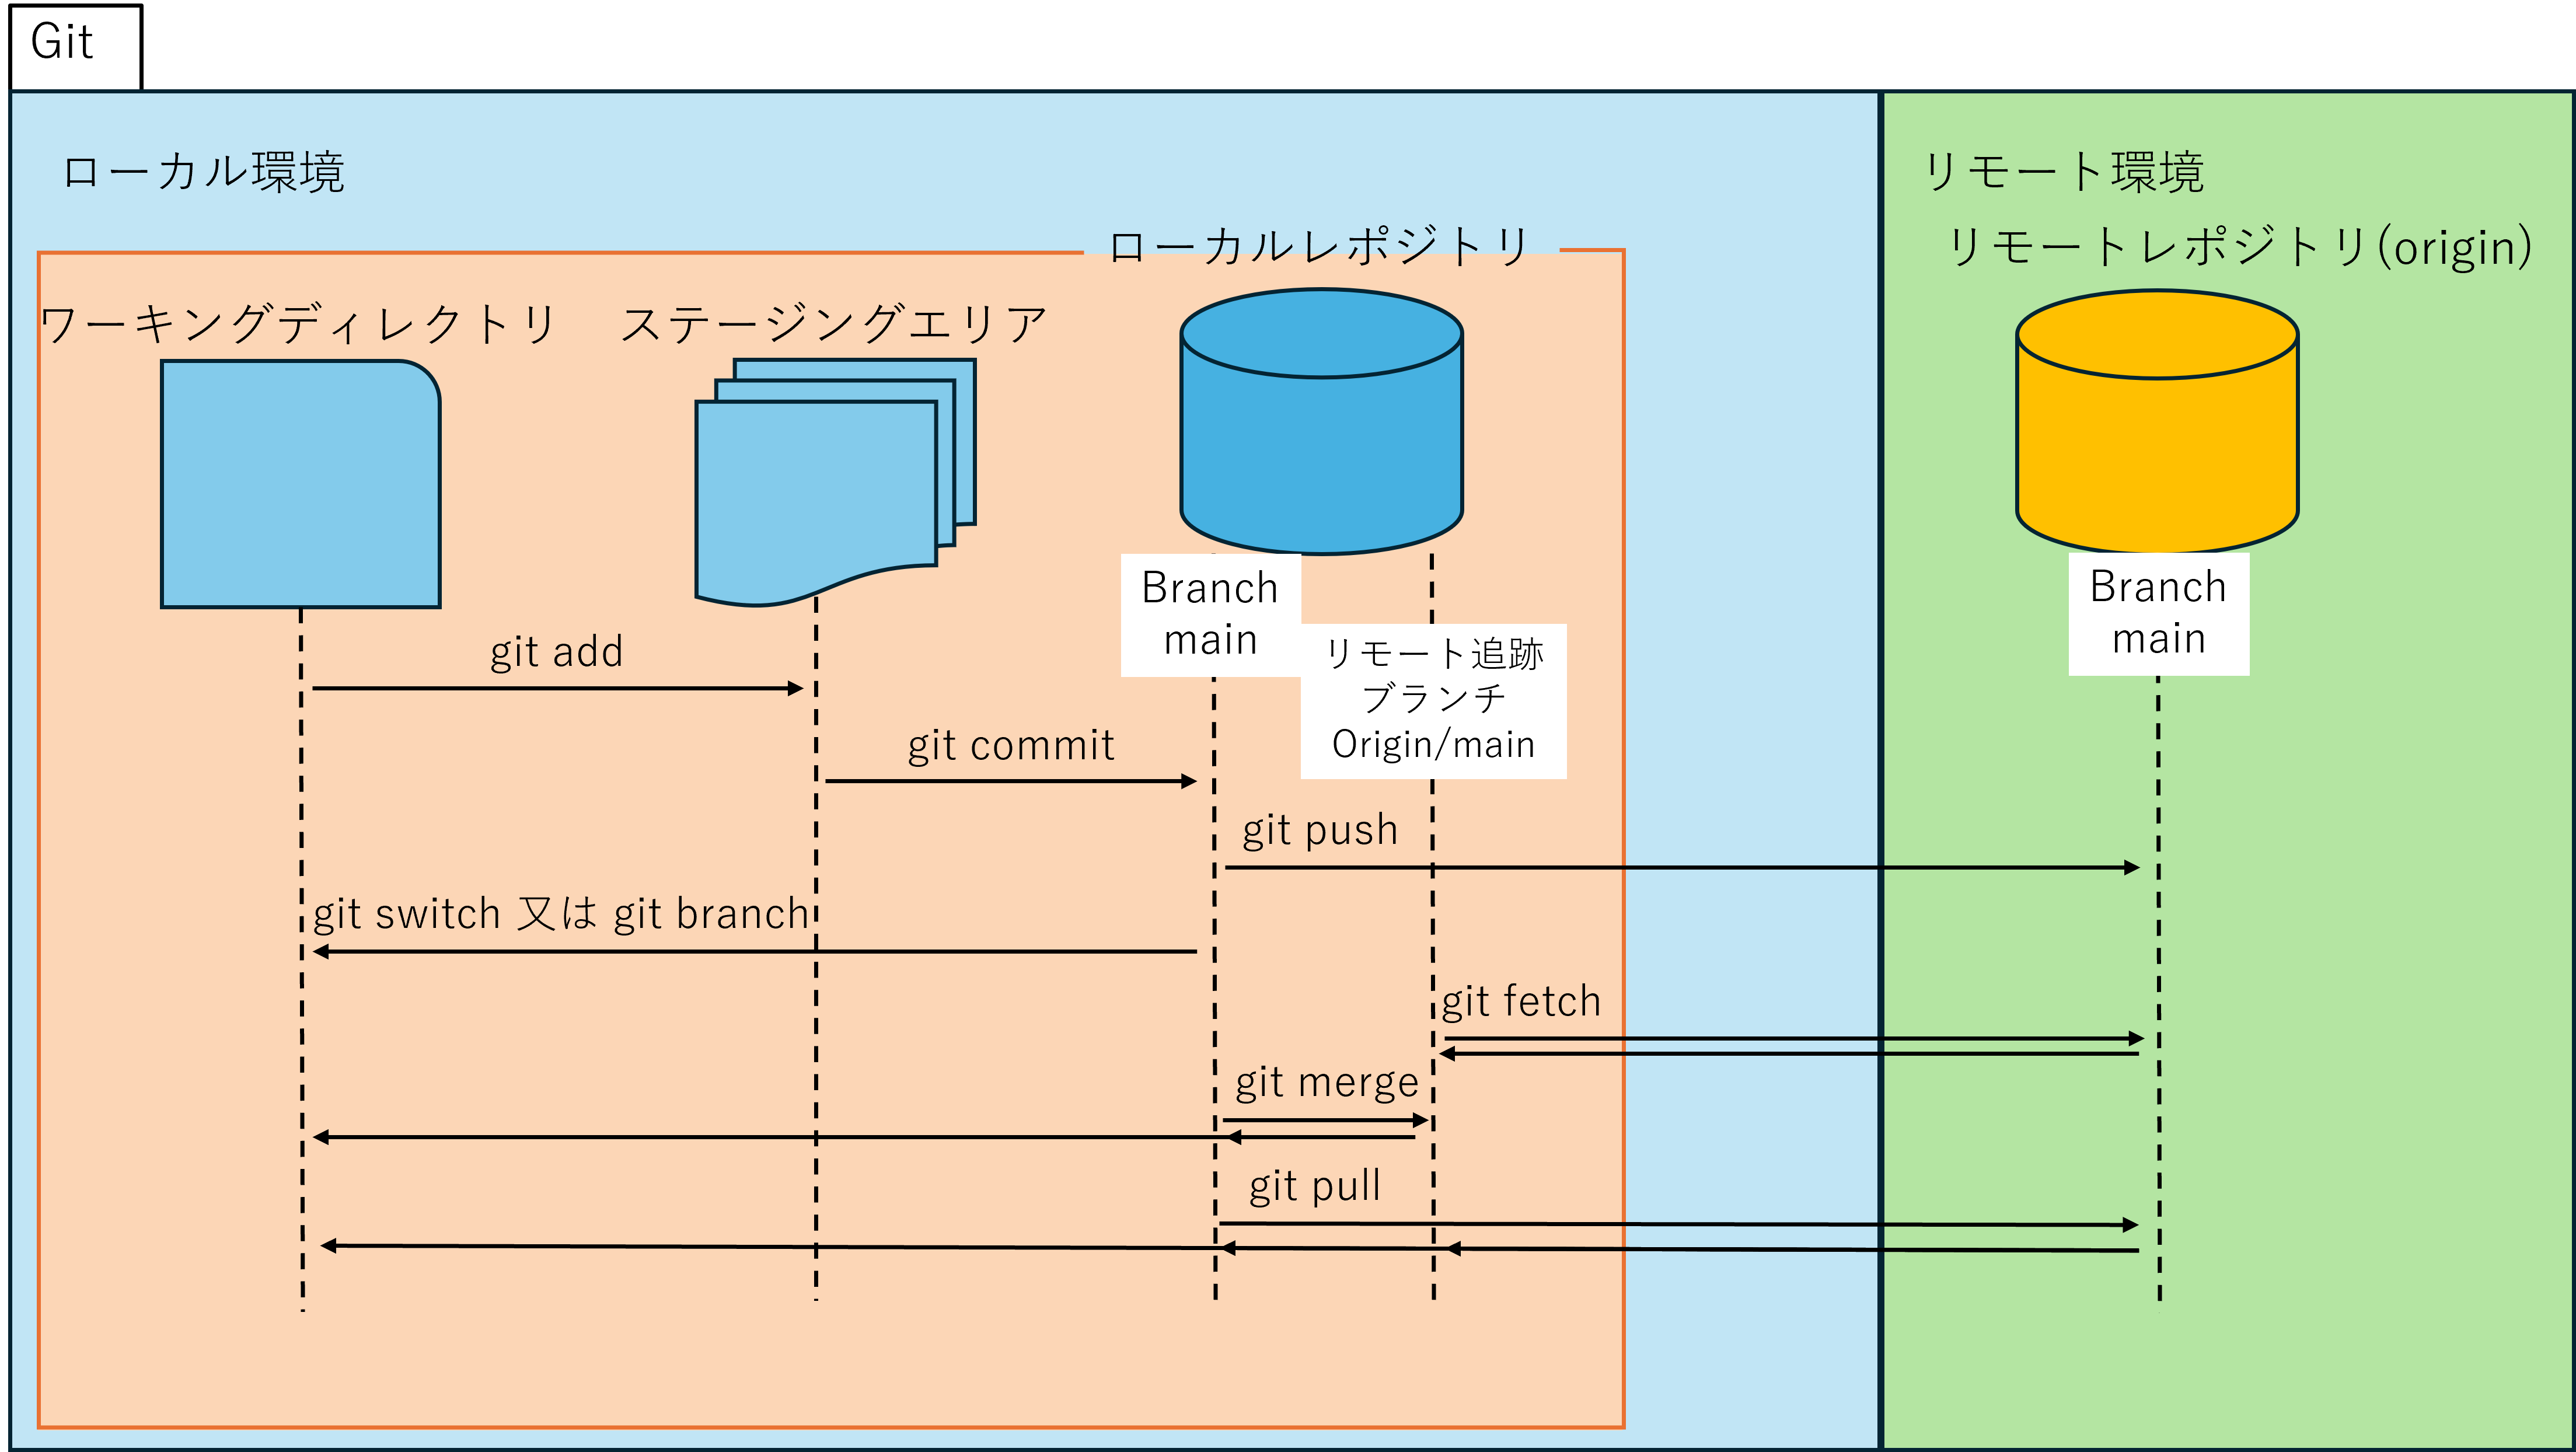 Git
ローカル環境
リモート環境
ローカルレポジトリ
リモートレポジトリ(origin)
ワーキングディレクトリ
ステージングエリア
Branch
main
Branch
main
リモート追跡
ブランチ
Origin/main
git add
git commit
git push
git switch 又は git branch
git fetch
git merge
git pull